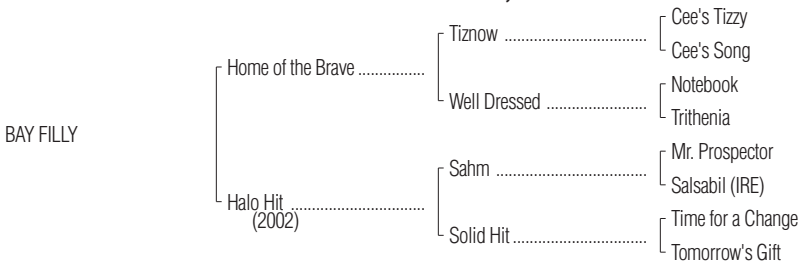 Cee's Tizzy
Tiznow ........................................
Cee's Song
Home of the Brave ................
Notebook
Well Dressed ............................
Trithenia
BAY FILLY
Mr. Prospector
Sahm ..........................................
Salsabil (IRE)
Halo Hit .....................................
(2002)
Time for a Change
Solid Hit .....................................
Tomorrow's Gift